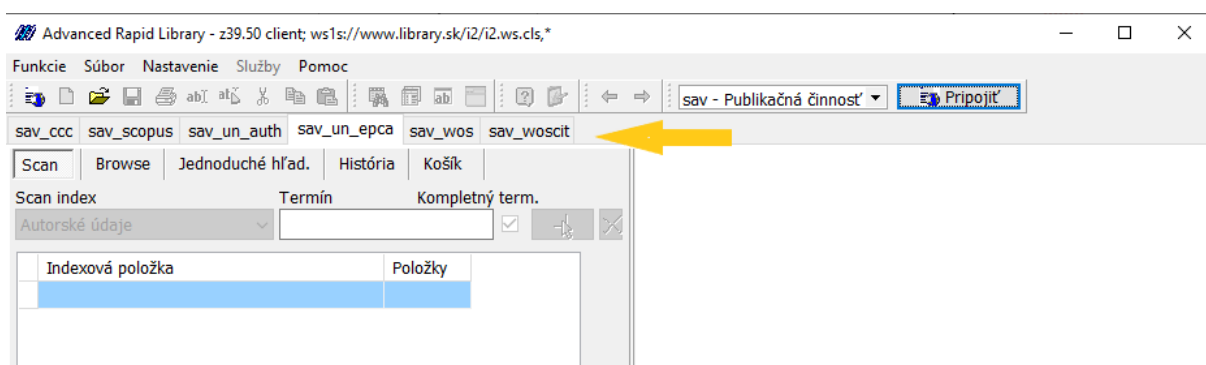 Advanced Rapid Library - z39.50 client; ws1s://www.library.sk/i2/i2.ws.cls,*
Funkcie Súbor Nastavenie Služby Pomoc
sav - Publikačná činnosť Pripojiť
sav_ccc sav_scopus sav_un_auth sav_un_epca sav_wos sav_woscit
Scan Browse Jednoduché hľad. História Košík
Scan index Termín Kompletný term.
Autorské údaje
Indexová položka Položky